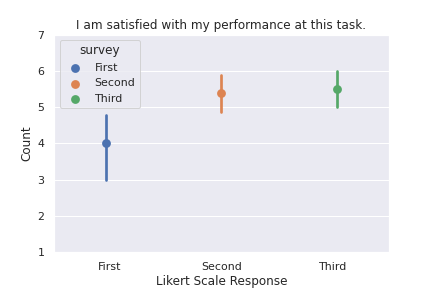 I am satisfied with my performance at this task.
7
survey
First
6
Second
Third
5
Count
4
3
2
1
First Second Third
Likert Scale Response